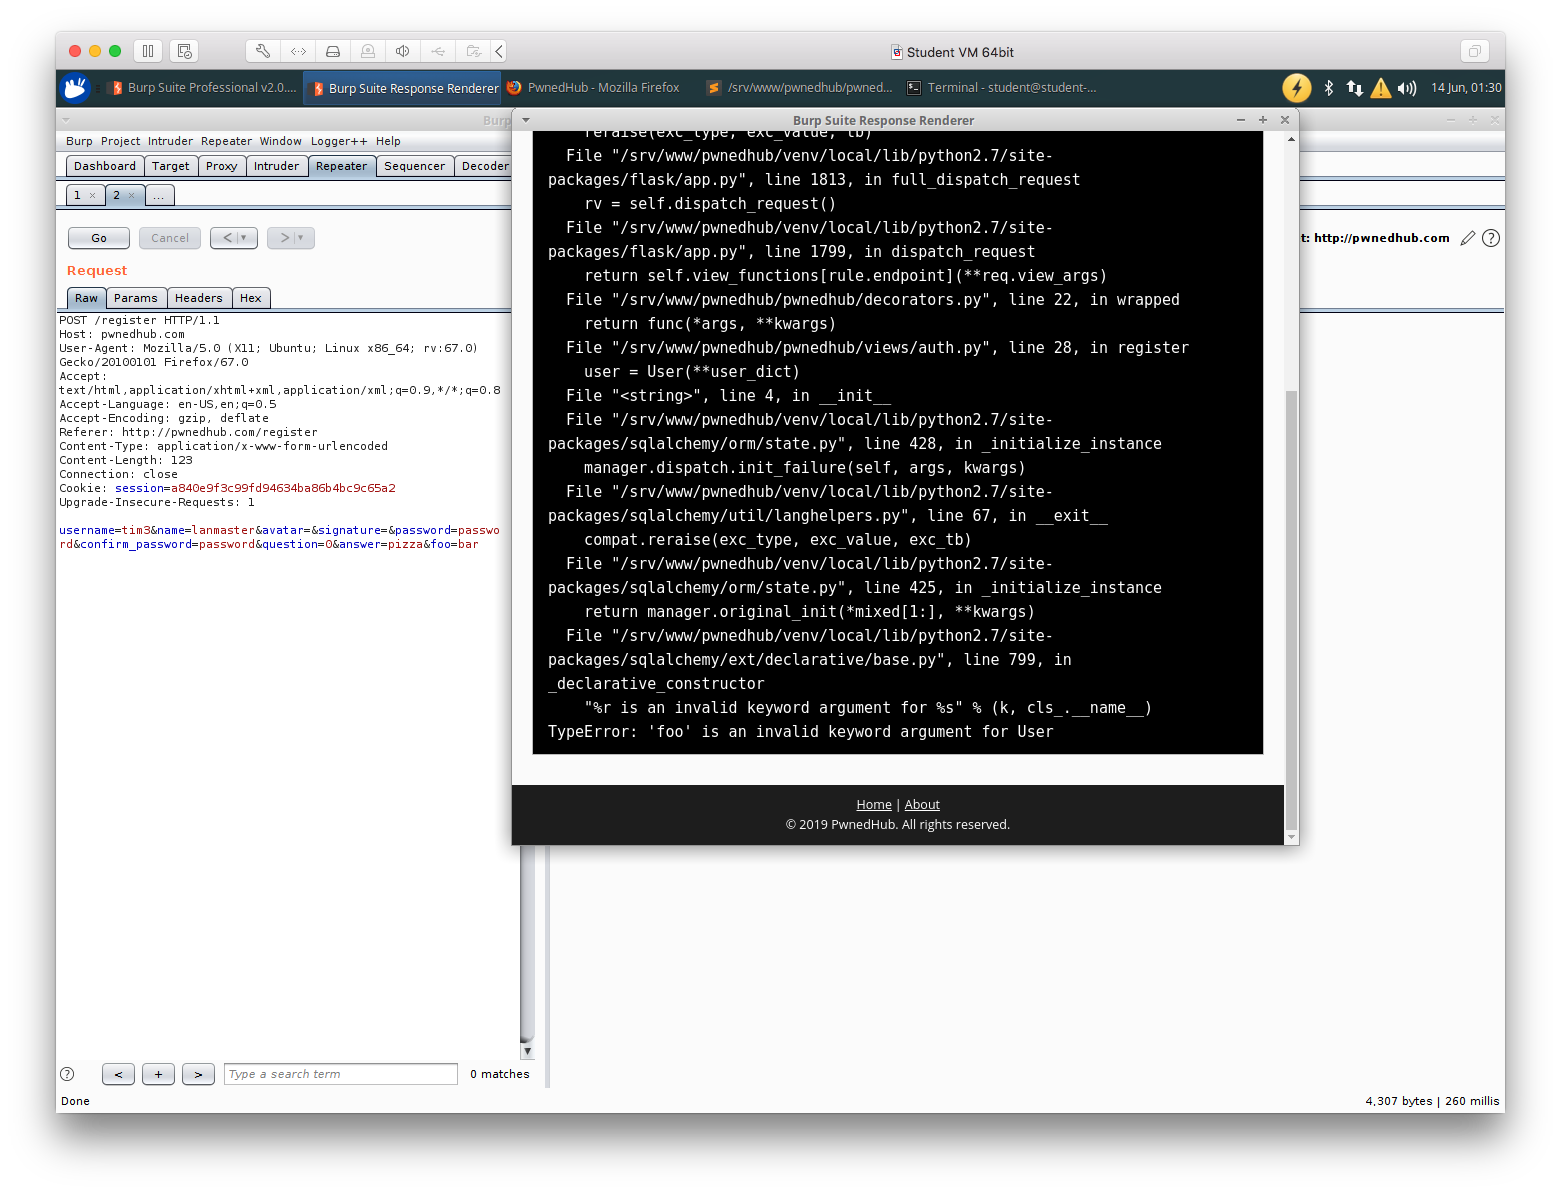 Student VM 64bit
Burp Suite Professional v2.0.... Burp Suite Response Renderer PwnedHub - Mozilla Firefox /srv/www/pwnedhub/pwned... Terminal - student@student-... 14 Jun, 01:30
Burp
Burp Project Intruder Repeater Window Logger++ Help
Dashboard Target Proxy Intruder Repeater Sequencer Decoder
1 × 2 × ...
Go Cancel < > t: http://pwnedhub.com
Request
Raw Params Headers Hex
POST /register HTTP/1.1
Host: pwnedhub.com
User-Agent: Mozilla/5.0 (X11; Ubuntu; Linux x86_64; rv:67.0)
Gecko/20100101 Firefox/67.0
Accept:
text/html,application/xhtml+xml,application/xml;q=0.9,*/*;q=0.8
Accept-Language: en-US,en;q=0.5
Accept-Encoding: gzip, deflate
Referer: http://pwnedhub.com/register
Content-Type: application/x-www-form-urlencoded
Content-Length: 123
Connection: close
Cookie: session=a840e9f3c99fd94634ba86b4bc9c65a2
Upgrade-Insecure-Requests: 1
username=tim3&name=lanmaster&avatar=&signature=&password=passwo
rd&confirm_password=password&question=0&answer=pizza&foo=bar
< + > Type a search term 0 matches
Done
4,307 bytes | 260 millis
Burp Suite Response Renderer
reraise(exc_type, exc_value, tb)
File "/srv/www/pwnedhub/venv/local/lib/python2.7/site-
packages/flask/app.py", line 1813, in full_dispatch_request
rv = self.dispatch_request()
File "/srv/www/pwnedhub/venv/local/lib/python2.7/site-
packages/flask/app.py", line 1799, in dispatch_request
return self.view_functions[rule.endpoint](**req.view_args)
File "/srv/www/pwnedhub/pwnedhub/decorators.py", line 22, in wrapped
return func(*args, **kwargs)
File "/srv/www/pwnedhub/pwnedhub/views/auth.py", line 28, in register
user = User(**user_dict)
File "<string>", line 4, in __init__
File "/srv/www/pwnedhub/venv/local/lib/python2.7/site-
packages/sqlalchemy/orm/state.py", line 428, in _initialize_instance
manager.dispatch.init_failure(self, args, kwargs)
File "/srv/www/pwnedhub/venv/local/lib/python2.7/site-
packages/sqlalchemy/util/langhelpers.py", line 67, in __exit__
compat.reraise(exc_type, exc_value, exc_tb)
File "/srv/www/pwnedhub/venv/local/lib/python2.7/site-
packages/sqlalchemy/orm/state.py", line 425, in _initialize_instance
return manager.original_init(*mixed[1:], **kwargs)
File "/srv/www/pwnedhub/venv/local/lib/python2.7/site-
packages/sqlalchemy/ext/declarative/base.py", line 799, in
_declarative_constructor
"%r is an invalid keyword argument for %s" % (k, cls_.__name__)
TypeError: 'foo' is an invalid keyword argument for User
Home | About
© 2019 PwnedHub. All rights reserved.